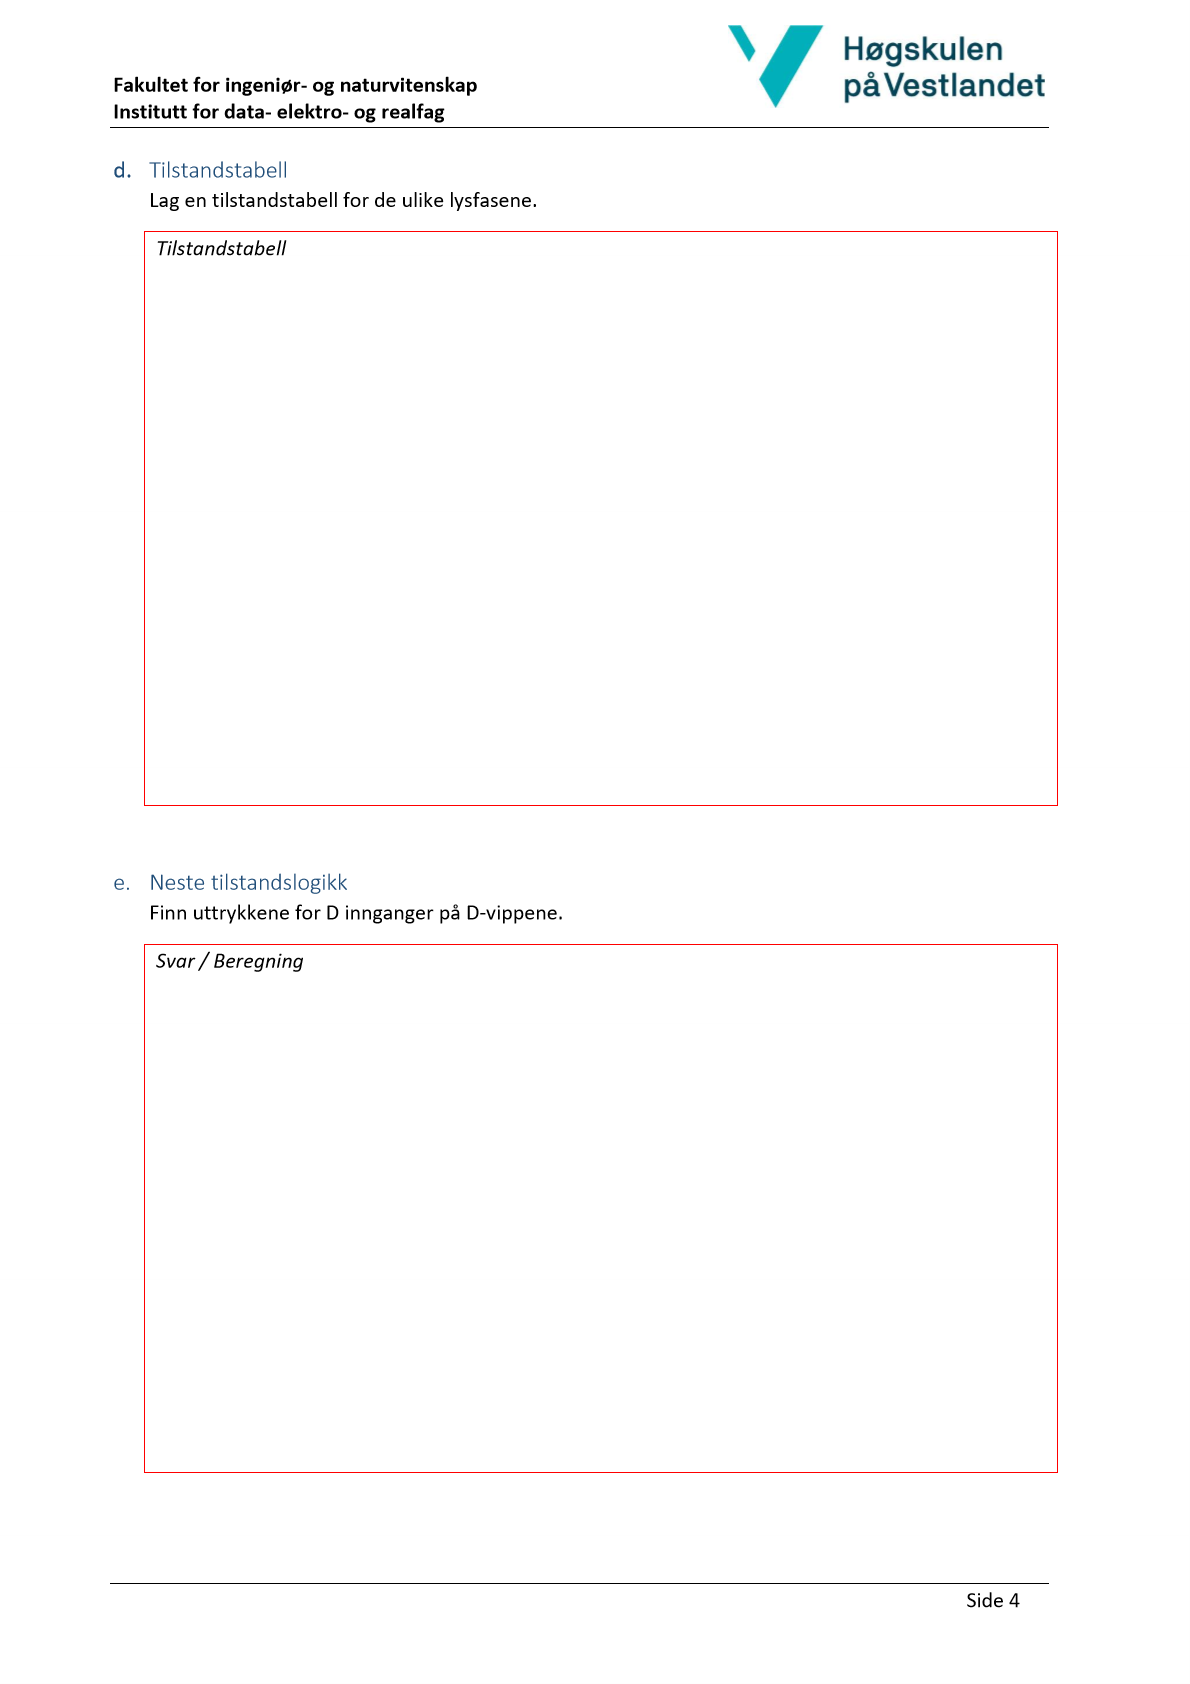 Høgskulen
på Vestlandet
Fakultet for ingeniør- og naturvitenskap
Institutt for data- elektro- og realfag
d. Tilstandstabell
Lag en tilstandstabell for de ulike lysfasene.
Tilstandstabell
e. Neste tilstandslogikk
Finn uttrykkene for D innganger på D-vippene.
Svar / Beregning
Side 4